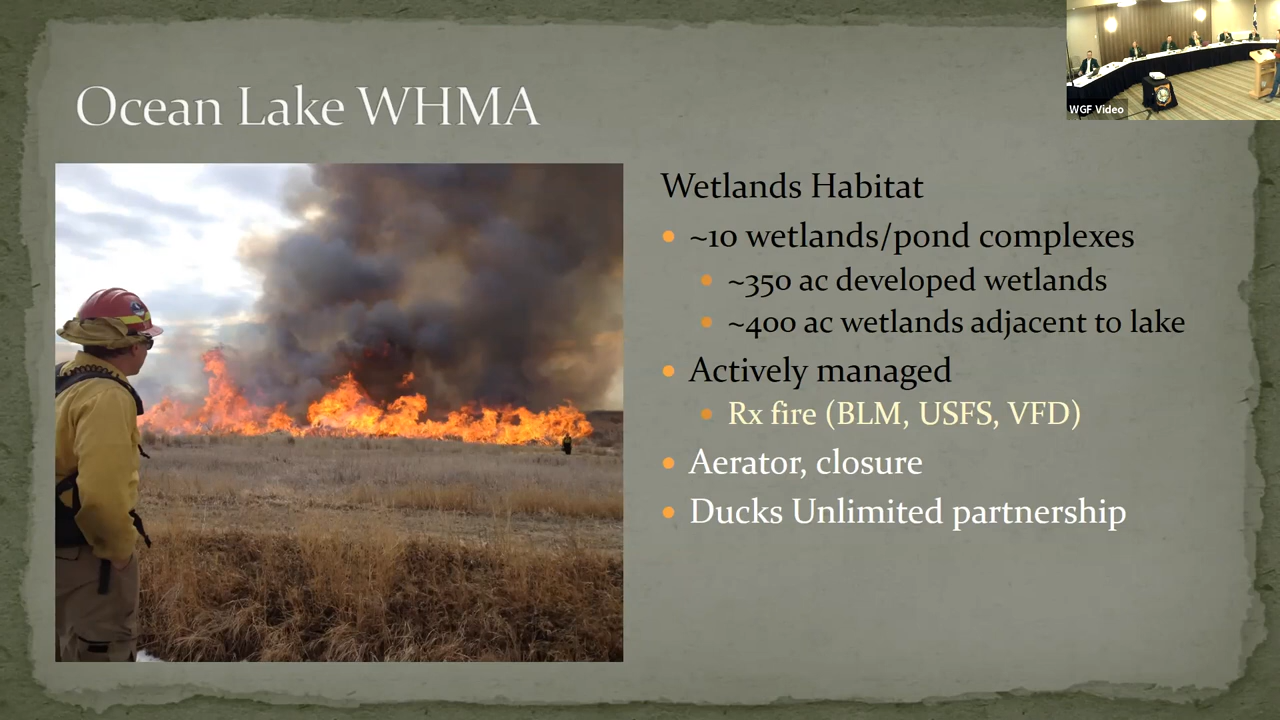 Ocean Lake WHMA
WGF Video
Wetlands Habitat
~10 wetlands/pond complexes
~350 ac developed wetlands
~400 ac wetlands adjacent to lake
Actively managed
Rx fire (BLM, USFS, VFD)
Aerator, closure
Ducks Unlimited partnership